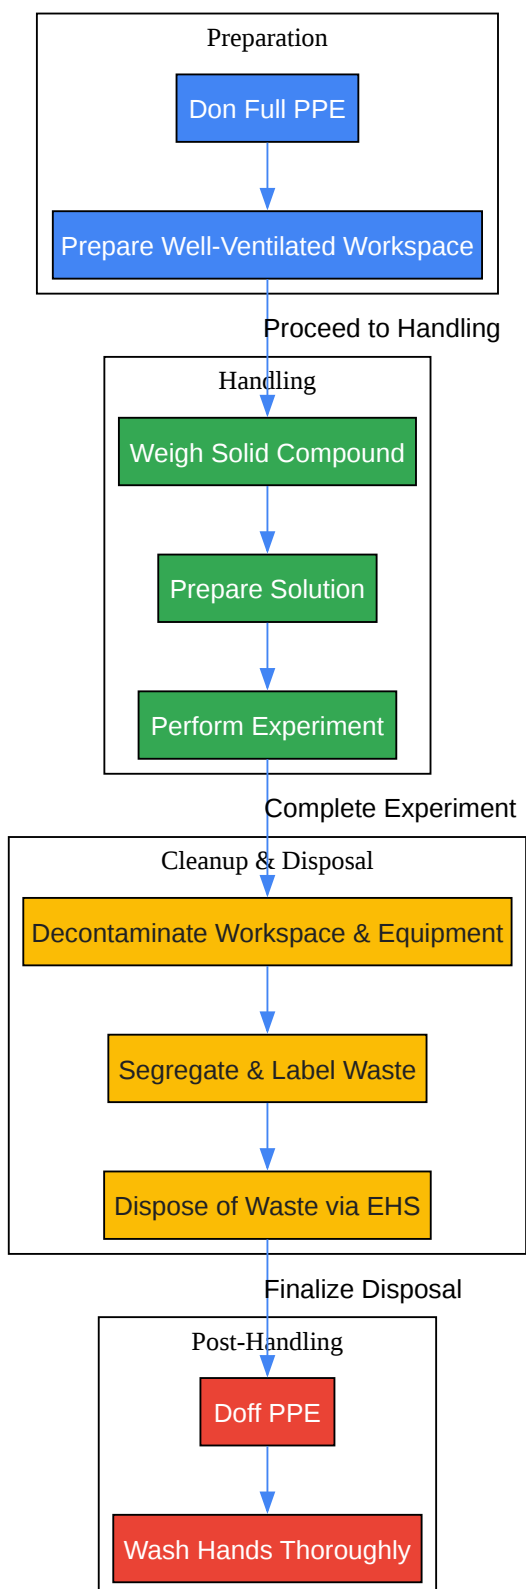 Preparation
Don Full PPE
Prepare Well-Ventilated Workspace
Proceed to Handling
Handling
Weigh Solid Compound
Prepare Solution
Perform Experiment
Complete Experiment
Cleanup & Disposal
Decontaminate Workspace & Equipment
Segregate & Label Waste
Dispose of Waste via EHS
Finalize Disposal
Post-Handling
Doff PPE
Wash Hands Thoroughly